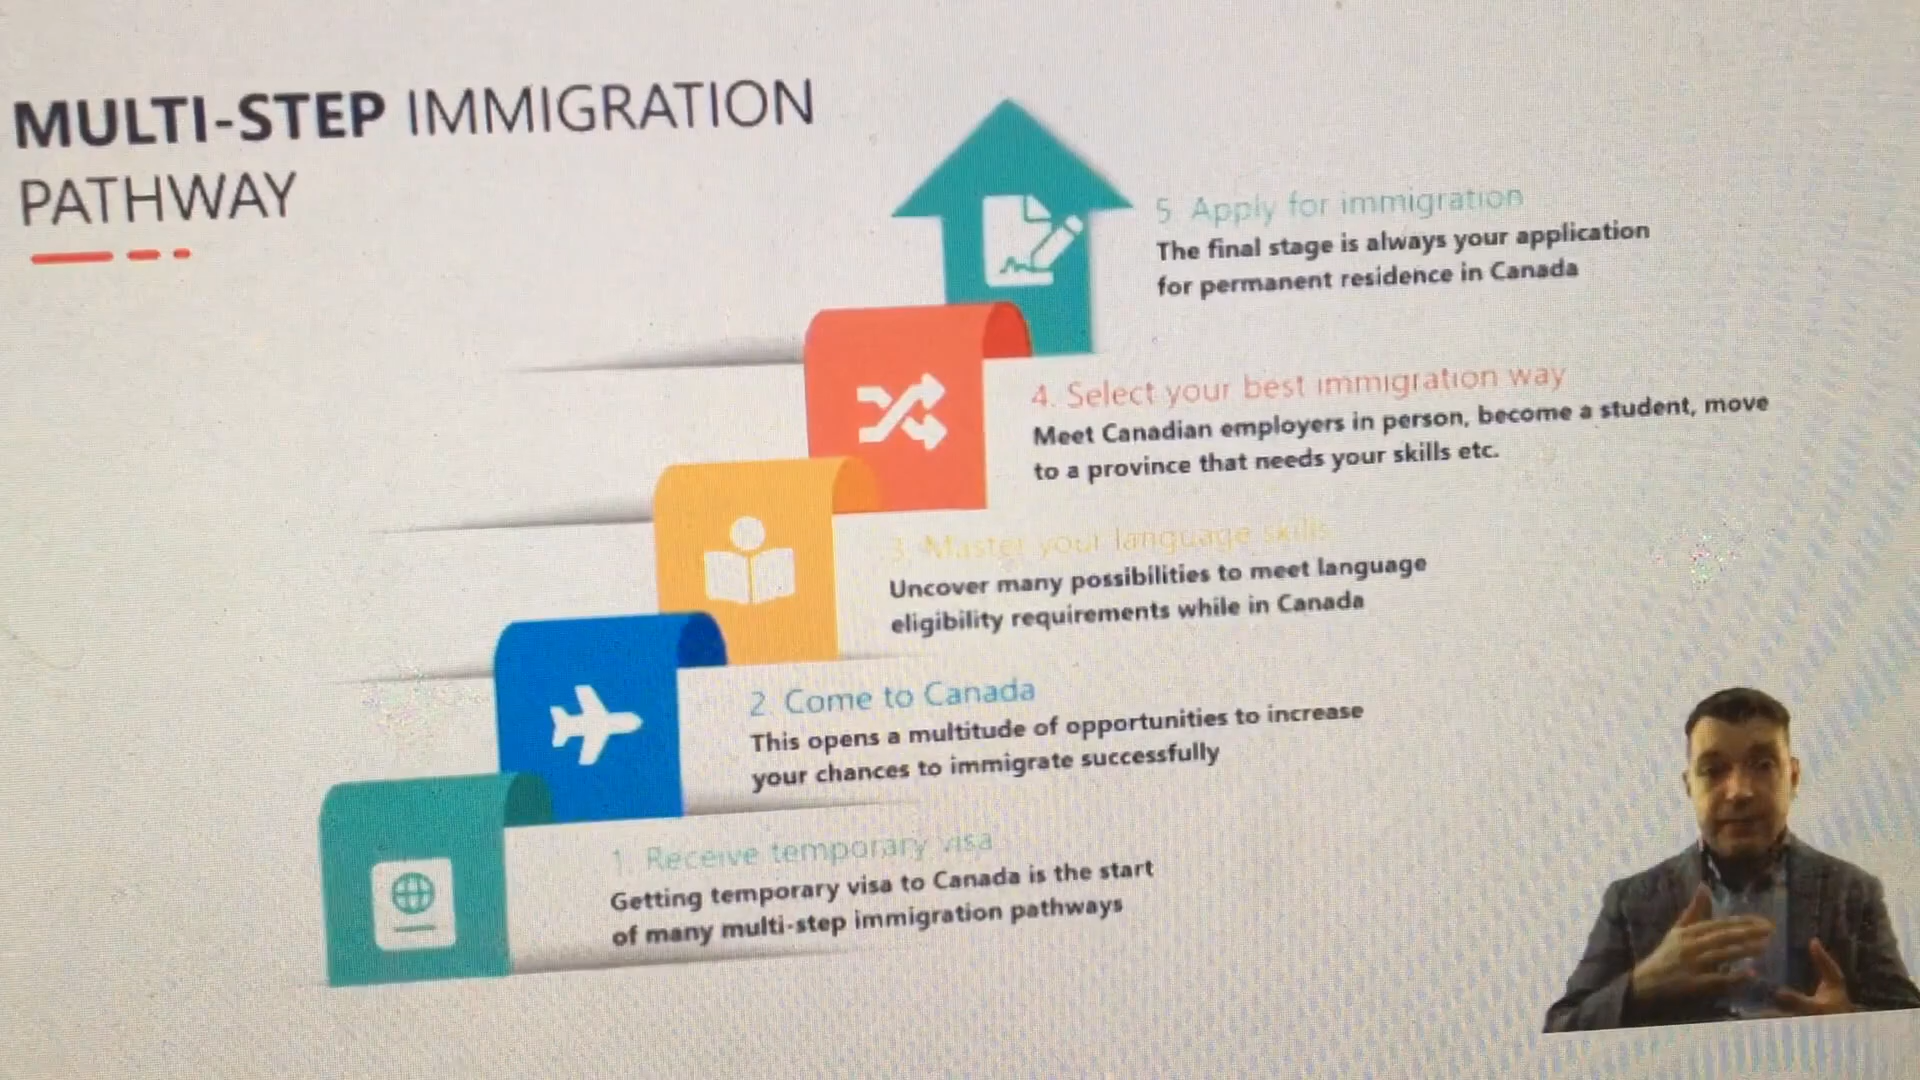 MULTI-STEP IMMIGRATION
PATHWAY
5. Apply for immigration
The final stage is always your application
for permanent residence in Canada
4. Select your best immigration way
Meet Canadian employers in person, become a student, move
to a province that needs your skills etc.
3. Master your language skills
Uncover many possibilities to meet language
eligibility requirements while in Canada
2. Come to Canada
This opens a multitude of opportunities to increase
your chances to immigrate successfully
1. Receive temporary visa
Getting temporary visa to Canada is the start
of many multi-step immigration pathways